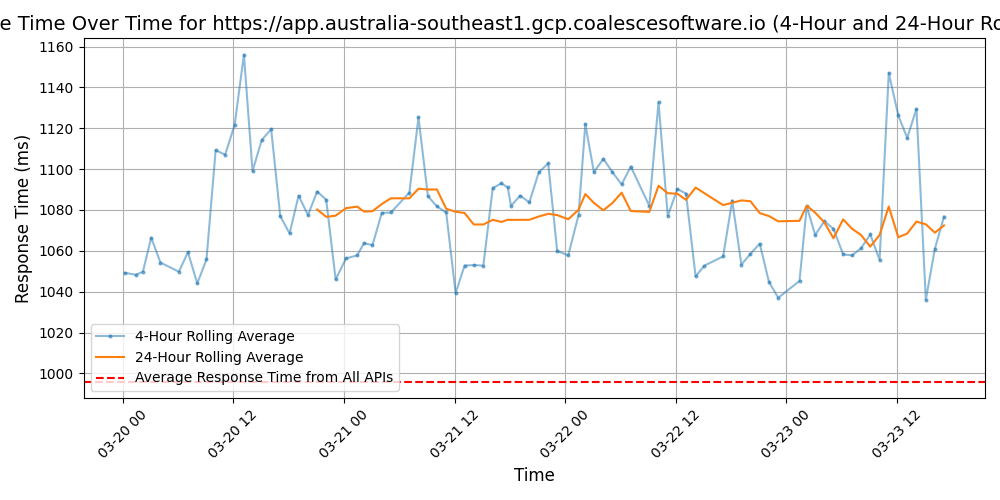 e Time Over Time for https://app.australia-southeast1.gcp.coalescesoftware.io (4-Hour and 24-Hour Ro
Response Time (ms)
1160
1140
1120
1100
1080
1060
1040
1020
1000
4-Hour Rolling Average
24-Hour Rolling Average
Average Response Time from All APIs
03-20 00
03-20 12
03-21 00
03-21 12
03-22 00
03-22 12
03-23 00
03-23 12
Time